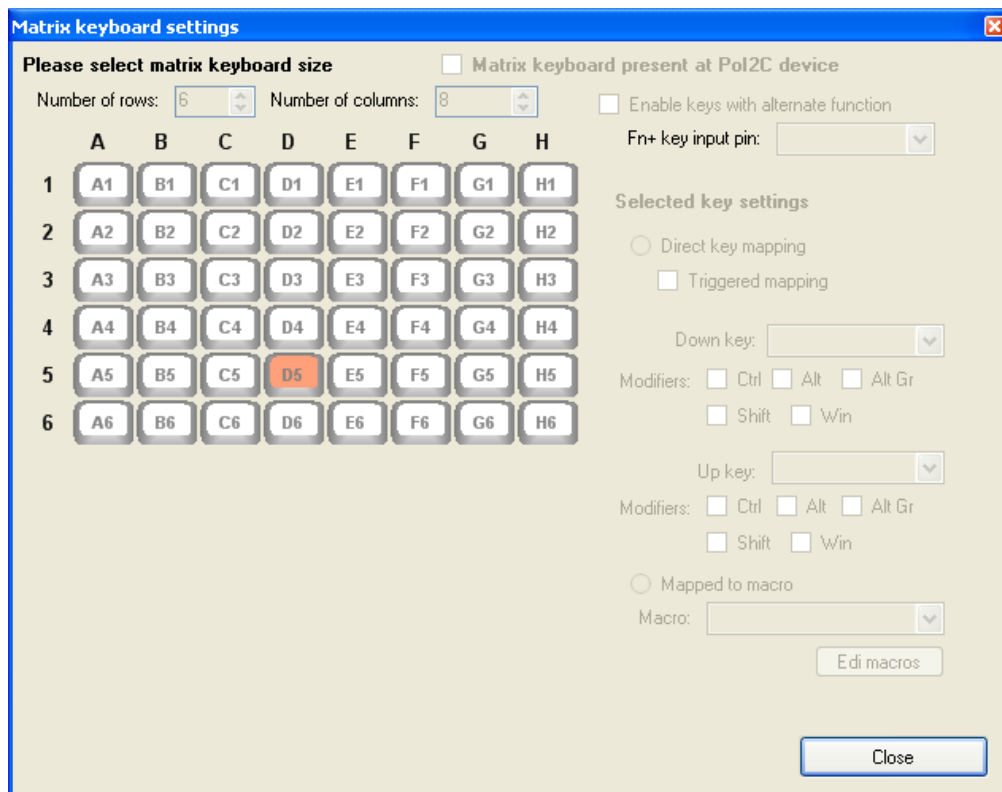 Matrix keyboard settings
Please select matrix keyboard size
Matrix keyboard present at PoI2C device
Number of rows: 6 Number of columns: 8
Enable keys with alternate function
Fn+ key input pin:
A B C D E F G H
1 A1 B1 C1 D1 E1 F1 G1 H1
2 A2 B2 C2 D2 E2 F2 G2 H2
3 A3 B3 C3 D3 E3 F3 G3 H3
4 A4 B4 C4 D4 E4 F4 G4 H4
5 A5 B5 C5 D5 E5 F5 G5 H5
6 A6 B6 C6 D6 E6 F6 G6 H6
Selected key settings
Direct key mapping
Triggered mapping
Down key:
Modifiers: Ctrl Alt Alt Gr
Shift Win
Up key:
Modifiers: Ctrl Alt Alt Gr
Shift Win
Mapped to macro
Macro:
Edi macros
Close